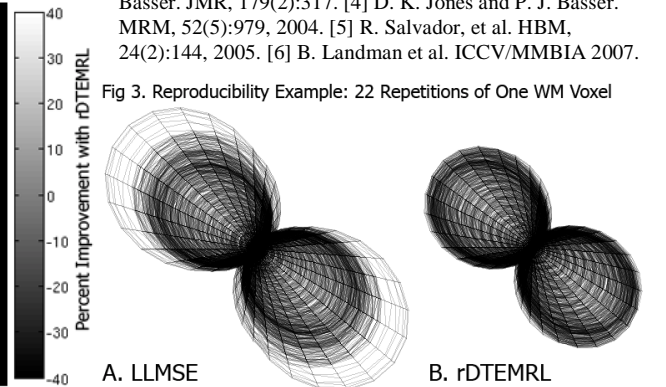 Basser. JMR, 179(2):317. [4] D. K. Jones and P. J. Basser.
MRM, 52(5):979, 2004. [5] R. Salvador, et al. HBM,
24(2):144, 2005. [6] B. Landman et al. ICCV/MMBIA 2007.
40
30
20
10
0
-10
-20
-30
-40
Percent Improvement with rDTEMRL
Fig 3. Reproducibility Example: 22 Repetitions of One WM Voxel
A. LLMSE
B. rDTEMRL